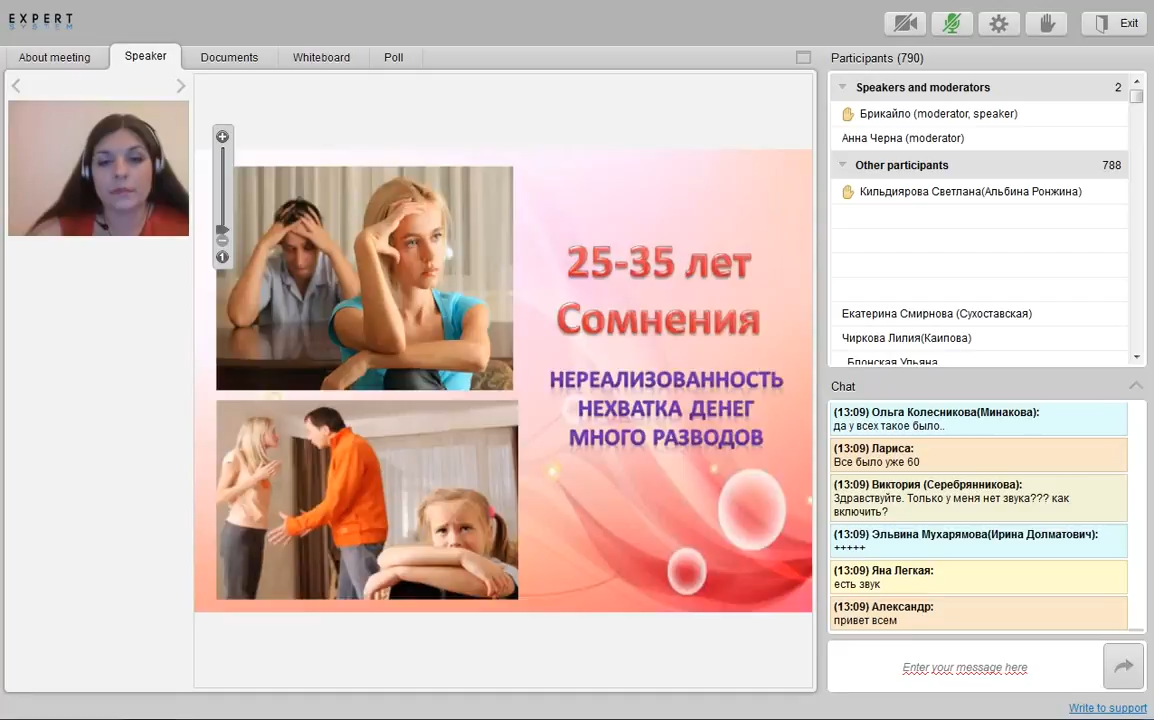 EXPERT
SYSTEM
Exit
About meeting
Speaker
Documents
Whiteboard
Poll
25-35 лет
Сомнения
НЕРЕАЛИЗОВАННОСТЬ
НЕХВАТКА ДЕНЕГ
МНОГО РАЗВОДОВ
Participants (790)
Speakers and moderators 2
Брикайло (moderator, speaker)
Анна Черна (moderator)
Other participants 788
Кильдиярова Светлана(Альбина Ронжина)
Екатерина Смирнова (Сухоставская)
Чиркова Лилия(Каипова)
Блонская Ульяна
Chat
(13:09) Ольга Колесникова(Минакова):
да у всех такое было..
(13:09) Лариса:
Все было уже 60
(13:09) Виктория (Серебрянникова):
Здравствуйте. Только у меня нет звука??? как
включить?
(13:09) Эльвина Мухарямова(Ирина Долматович):
+++++
(13:09) Яна Легкая:
есть звук
(13:09) Александр:
привет всем
Enter your message here
Write to support